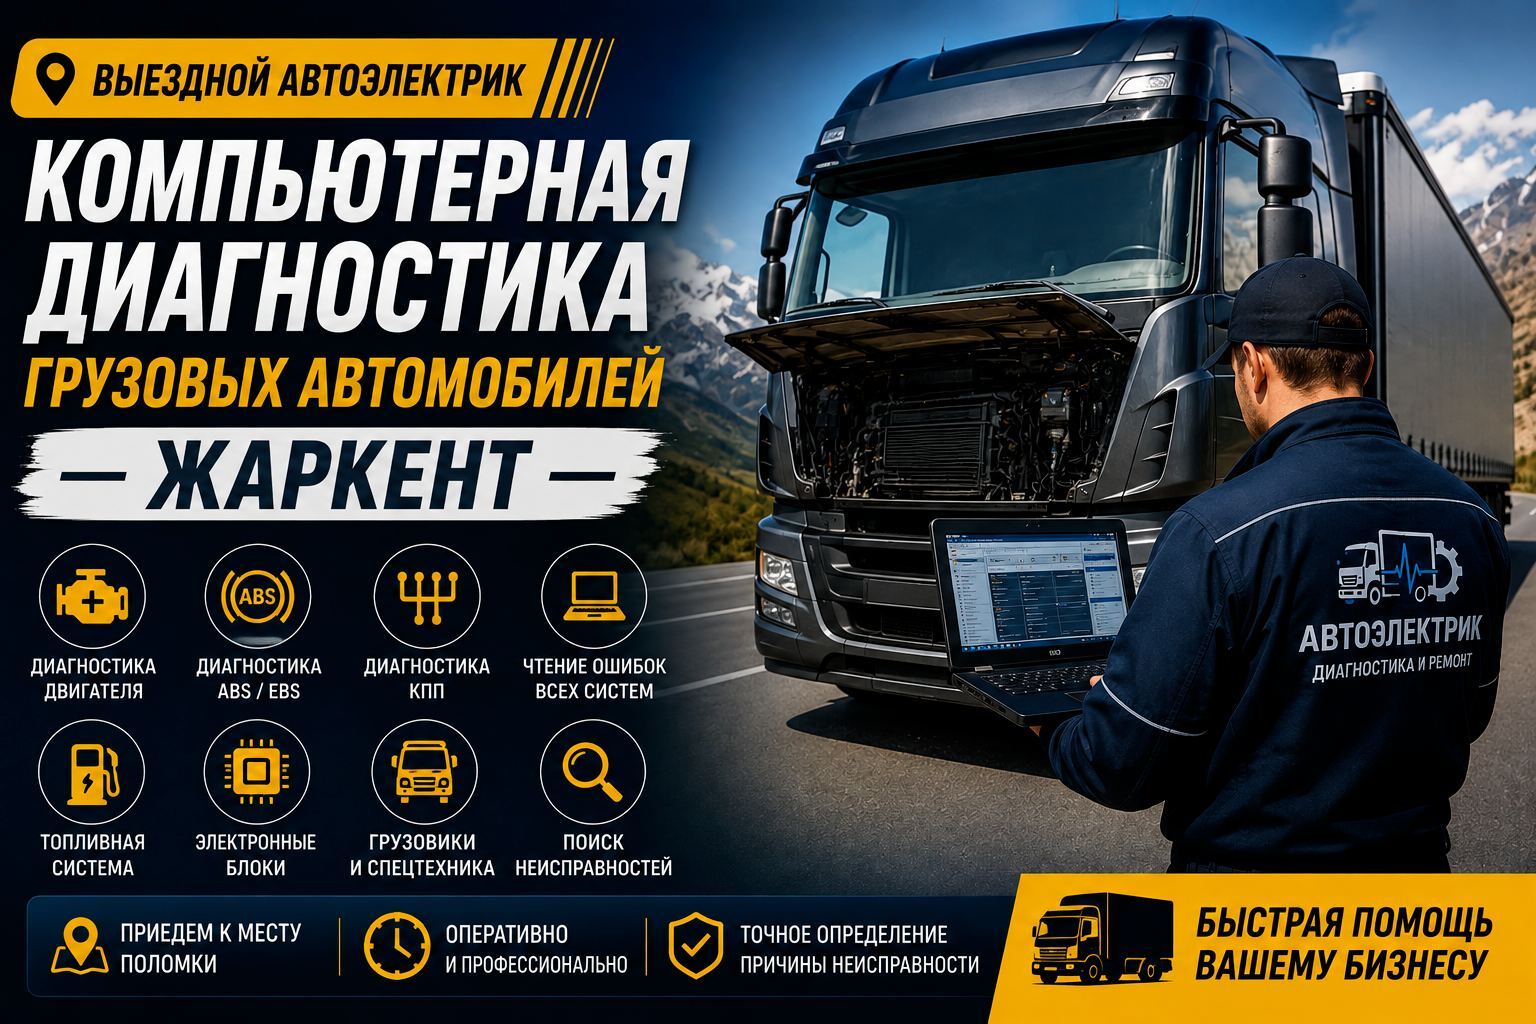 ВЫЕЗДНОЙ АВТОЭЛЕКТРИК
КОМПЬЮТЕРНАЯ
ДИАГНОСТИКА
ГРУЗОВЫХ АВТОМОБИЛЕЙ
— ЖАРКЕНТ —
ДИАГНОСТИКА
ДВИГАТЕЛЯ
ABS
ДИАГНОСТИКА
ABS / EBS
ДИАГНОСТИКА
КПП
ЧТЕНИЕ ОШИБОК
ВСЕХ СИСТЕМ
ТОПЛИВНАЯ
СИСТЕМА
ЭЛЕКТРОННЫЕ
БЛОКИ
ГРУЗОВИКИ
И СПЕЦТЕХНИКА
ПОИСК
НЕИСПРАВНОСТЕЙ
АВТОЭЛЕКТРИК
ДИАГНОСТИКА И РЕМОНТ
ПРИЕДЕМ К МЕСТУ
ПОЛОМКИ
ОПЕРАТИВНО
И ПРОФЕССИОНАЛЬНО
ТОЧНОЕ ОПРЕДЕЛЕНИЕ
ПРИЧИНЫ НЕИСПРАВНОСТИ
БЫСТРАЯ ПОМОЩЬ
ВАШЕМУ БИЗНЕСУ